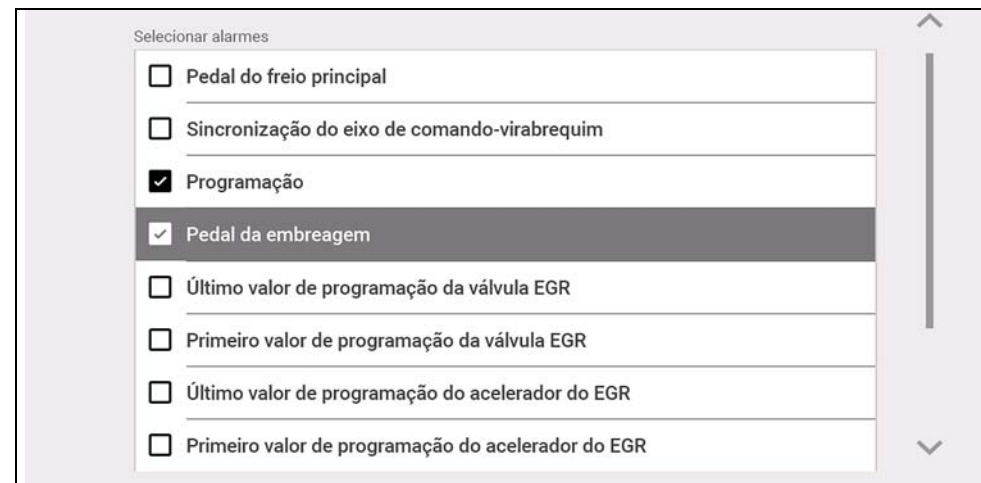 Selecionar alarmes
Pedal do freio principal
Sincronização do eixo de comando-virabrequim
Programação
Pedal da embreagem
Último valor de programação da válvula EGR
Primeiro valor de programação da válvula EGR
Último valor de programação do acelerador do EGR
Primeiro valor de programação do acelerador do EGR